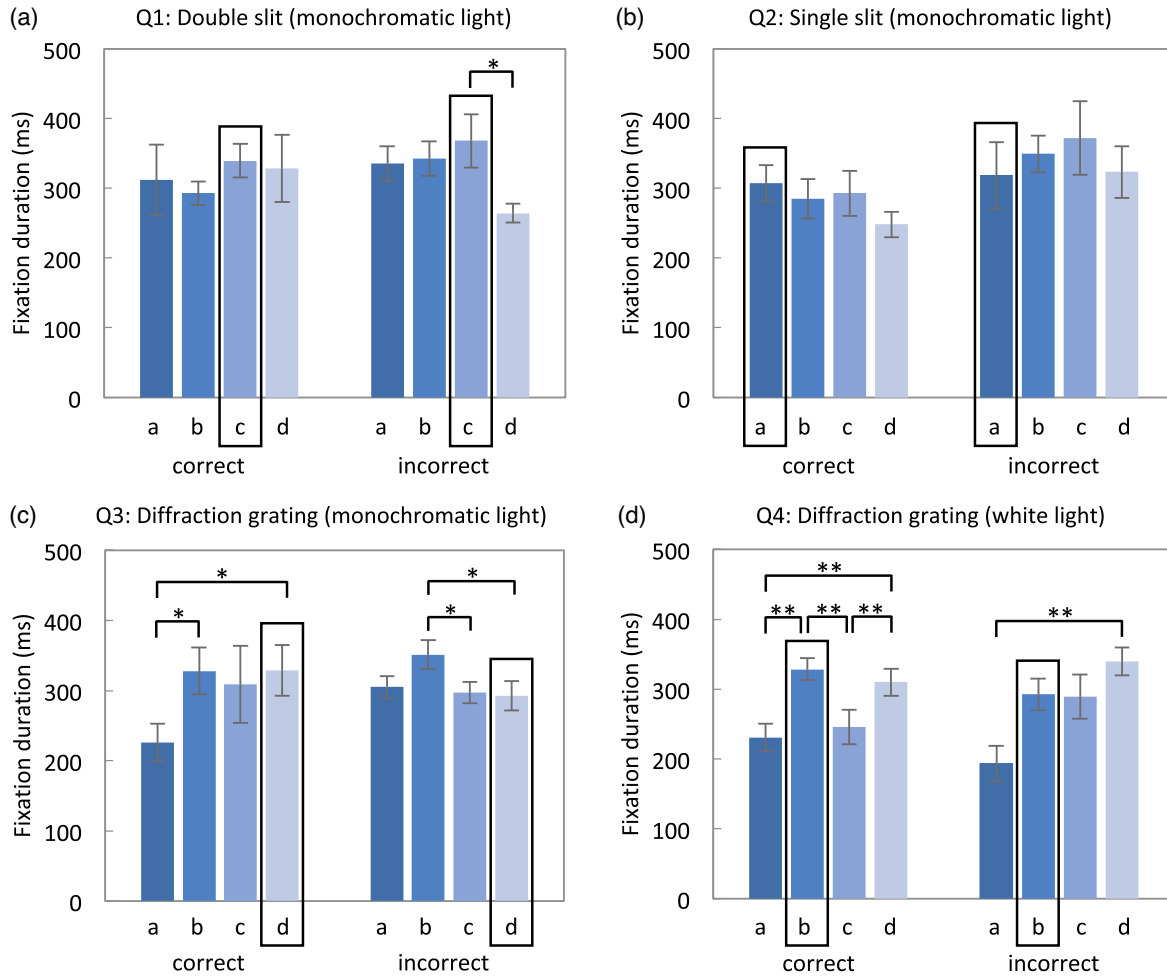 (a) Q1: Double slit (monochromatic light)
Fixation duration (ms)
500
400
300
200
100
0
*
a b c d a b c d
correct incorrect
(b) Q2: Single slit (monochromatic light)
Fixation duration (ms)
500
400
300
200
100
0
a b c d a b c d
correct incorrect
(c) Q3: Diffraction grating (monochromatic light)
Fixation duration (ms)
500
400
300
200
100
0
* *
* *
a b c d a b c d
correct incorrect
(d) Q4: Diffraction grating (white light)
Fixation duration (ms)
500
400
300
200
100
0
**
** ** ** **
a b c d a b c d
correct incorrect